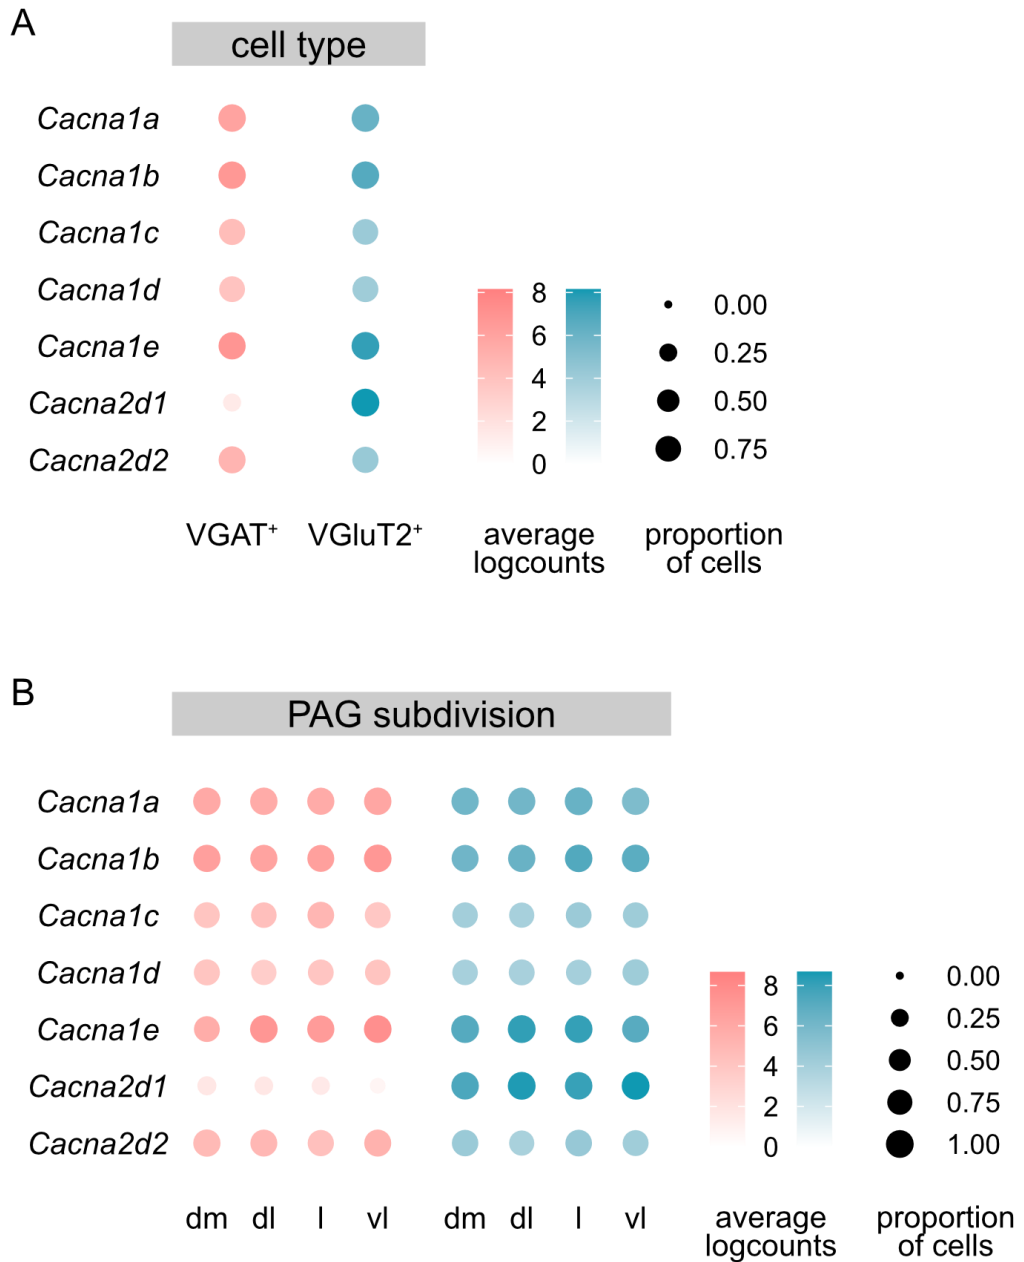 A
cell type
Cacna1a
Cacna1b
Cacna1c
Cacna1d
Cacna1e
Cacna2d1
Cacna2d2
VGAT⁺ VGluT2⁺
8
6
4
2
0
average
logcounts
0.00
0.25
0.50
0.75
proportion
of cells
B
PAG subdivision
Cacna1a
Cacna1b
Cacna1c
Cacna1d
Cacna1e
Cacna2d1
Cacna2d2
dm dl l vl dm dl l vl
8
6
4
2
0
average
logcounts
0.00
0.25
0.50
0.75
1.00
proportion
of cells